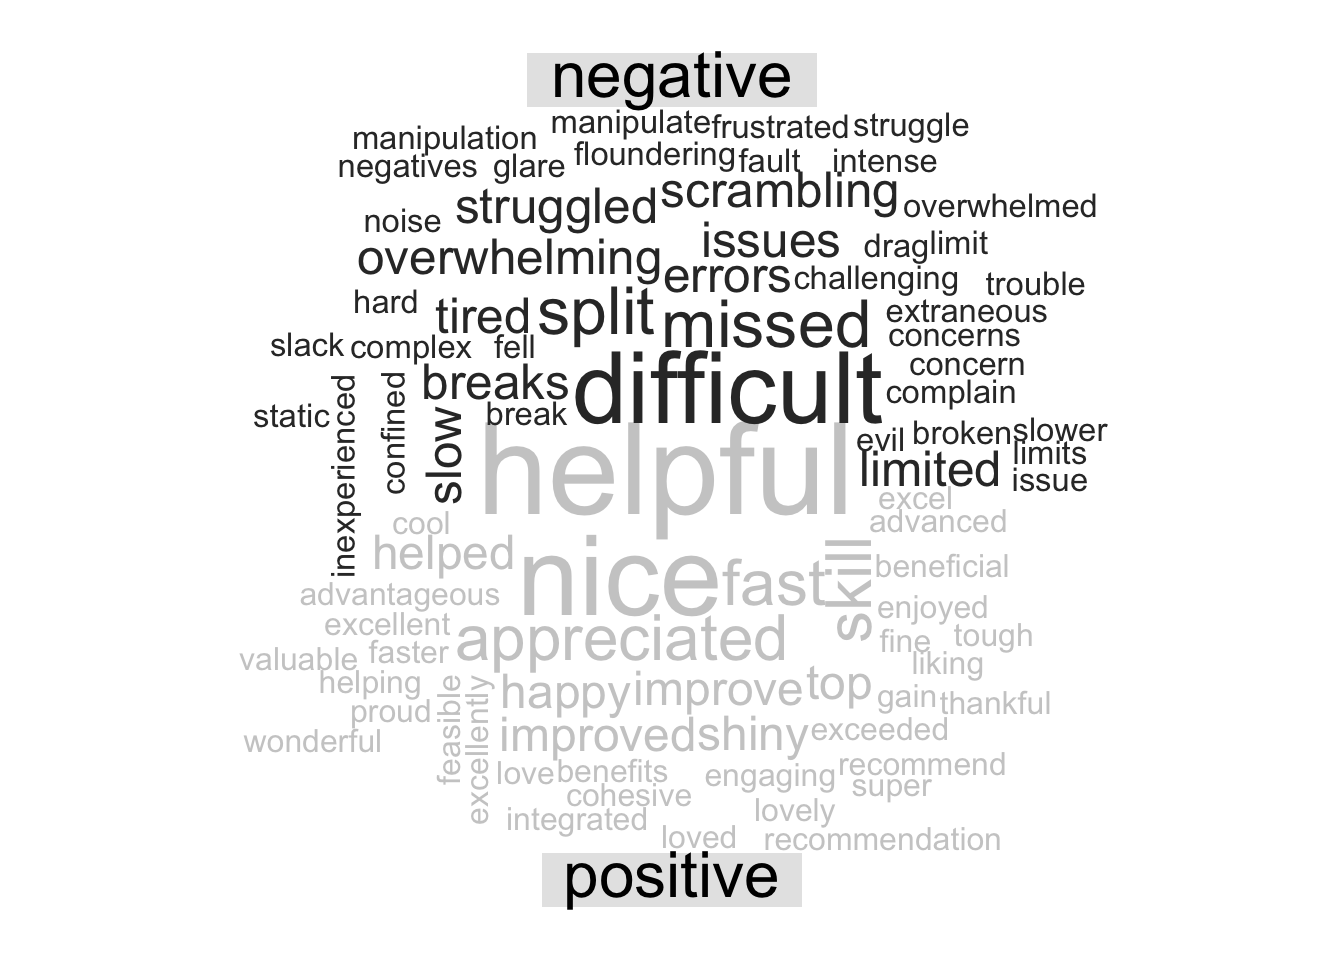 negative
manipulation manipulate frustrated struggle
negatives glare floundering fault intense
struggled scrambling overwhelmed
noise issues drag limit
overwhelming errors challenging trouble
hard tired split missed extraneous
slack complex fell concerns
breaks difficult concern
static inexperienced confined slow break complain
evil broken slower
helpful limited limits
issue
excel
cool advanced
helped nice fast skill beneficial
advantageous enjoyed
excellent appreciated fine tough
valuable faster liking
helping happy improve top gain thankful
proud feasible excellently
wonderful improved shiny exceeded
love benefits engaging recommend
cohesive super
integrated lovely
loved recommendation
positive